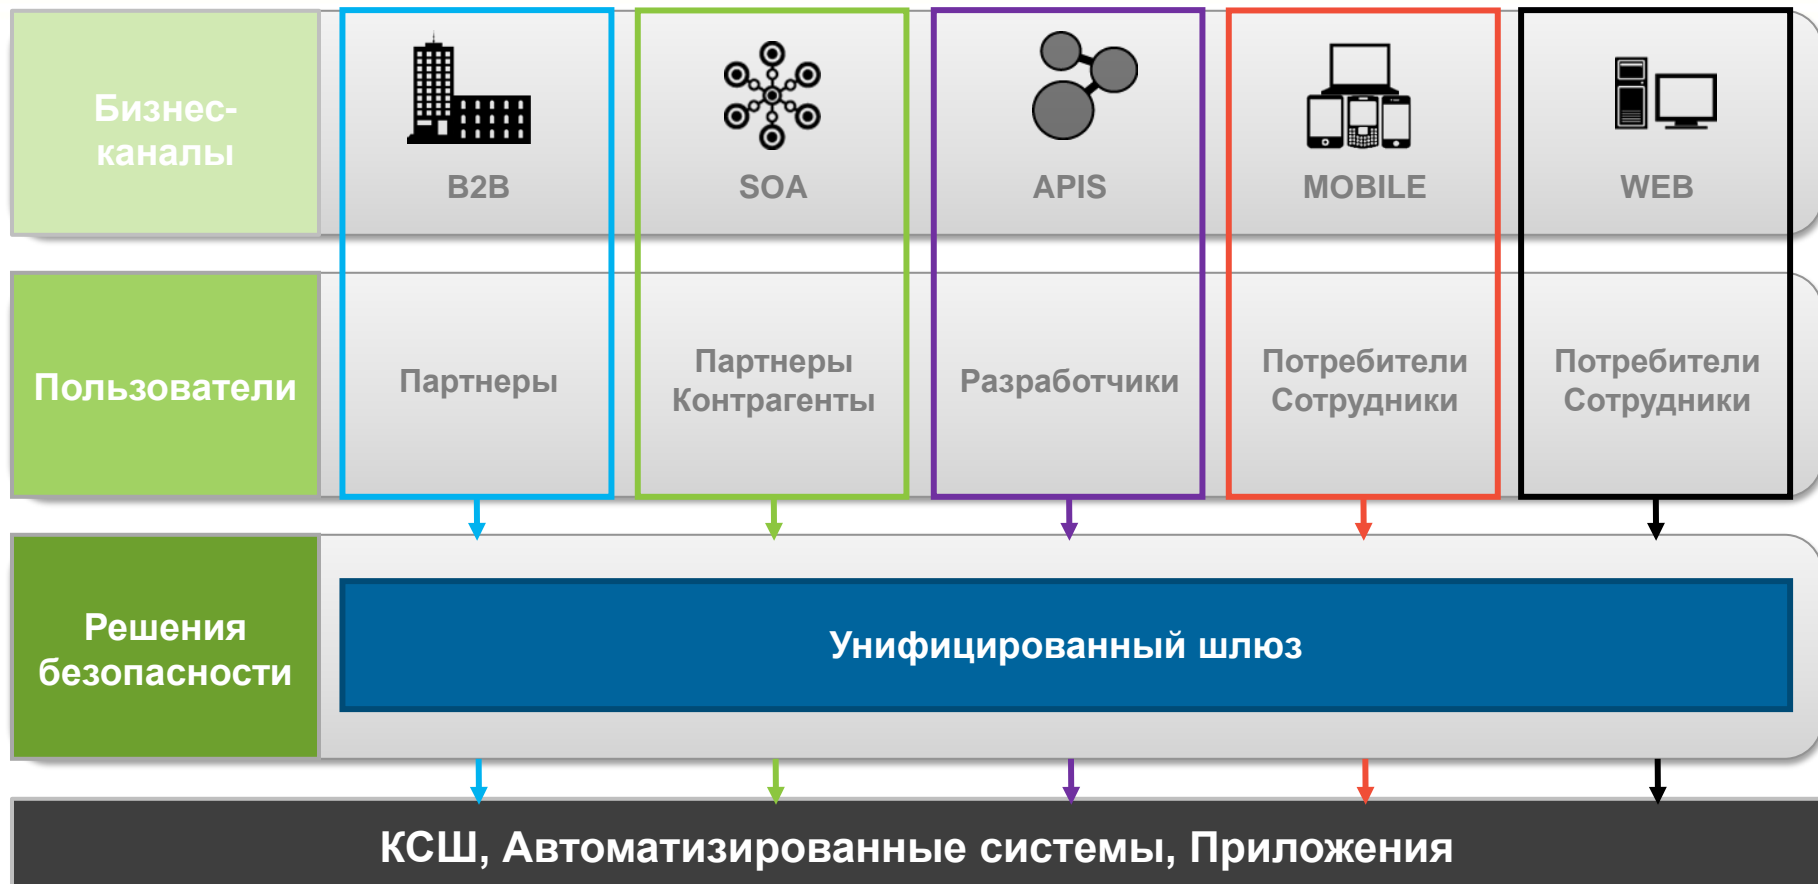 Бизнес-
каналы
B2B
SOA
APIS
MOBILE
WEB
Пользователи
Партнеры
Партнеры
Контрагенты
Разработчики
Потребители
Сотрудники
Потребители
Сотрудники
Решения
безопасности
Унифицированный шлюз
КСШ, Автоматизированные системы, Приложения